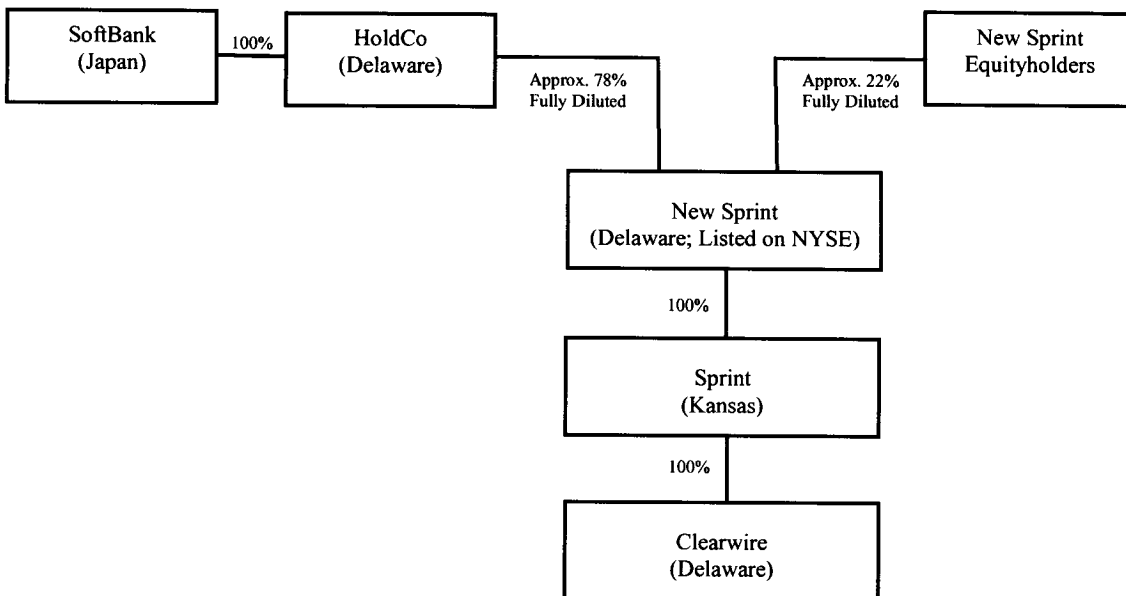 SoftBank
(Japan)
100%
HoldCo
(Delaware)
Approx. 78%
Fully Diluted
Approx. 22%
Fully Diluted
New Sprint
Equityholders
New Sprint
(Delaware; Listed on NYSE)
100%
Sprint
(Kansas)
100%
Clearwire
(Delaware)